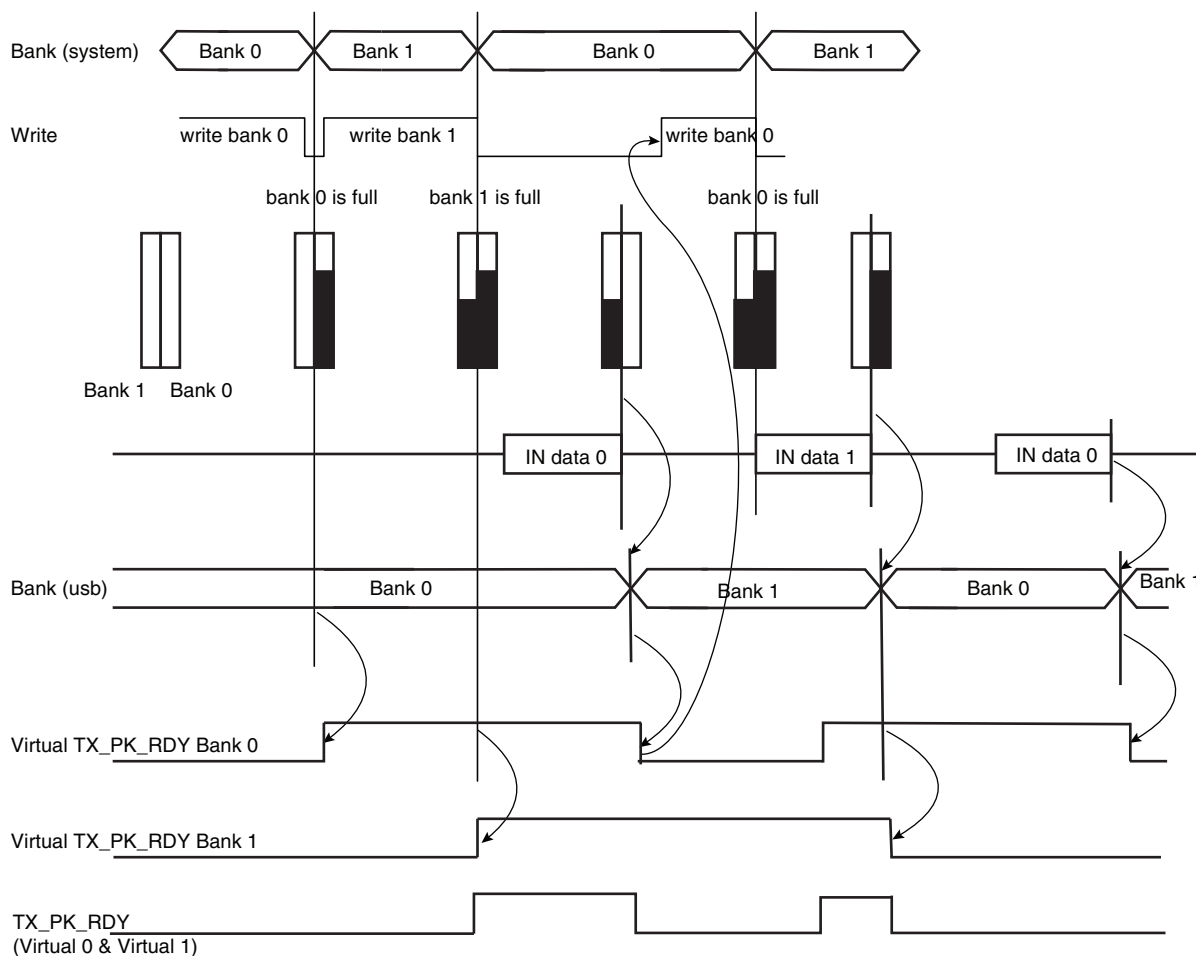 Bank (system)
Bank 0
Bank 1
Bank 0
Bank 1
Write
write bank 0
write bank 1
write bank 0
bank 0 is full
bank 1 is full
bank 0 is full
Bank 1
Bank 0
IN data 0
IN data 1
IN data 0
Bank (usb)
Bank 0
Bank 1
Bank 0
Bank 1
Virtual TX_PK_RDY Bank 0
Virtual TX_PK_RDY Bank 1
TX_PK_RDY
(Virtual 0 & Virtual 1)